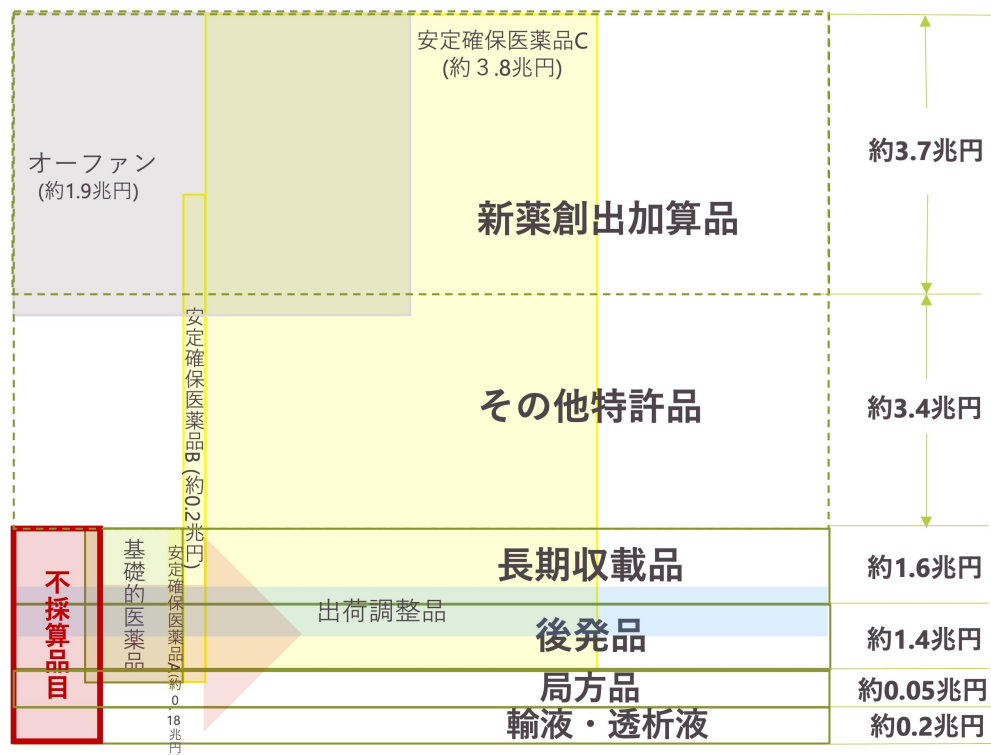 安定確保医薬品C
(約３.8兆円)
約3.7兆円
オーファン
(約1.9兆円)
新薬創出加算品
安定確保医薬品B (約0.2兆円)
その他特許品
約3.4兆円
不採算品目
基礎的医薬品
安定確保医薬品A(約0.18兆円
長期収載品
約1.6兆円
出荷調整品
後発品
約1.4兆円
局方品
約0.05兆円
輸液・透析液
約0.2兆円